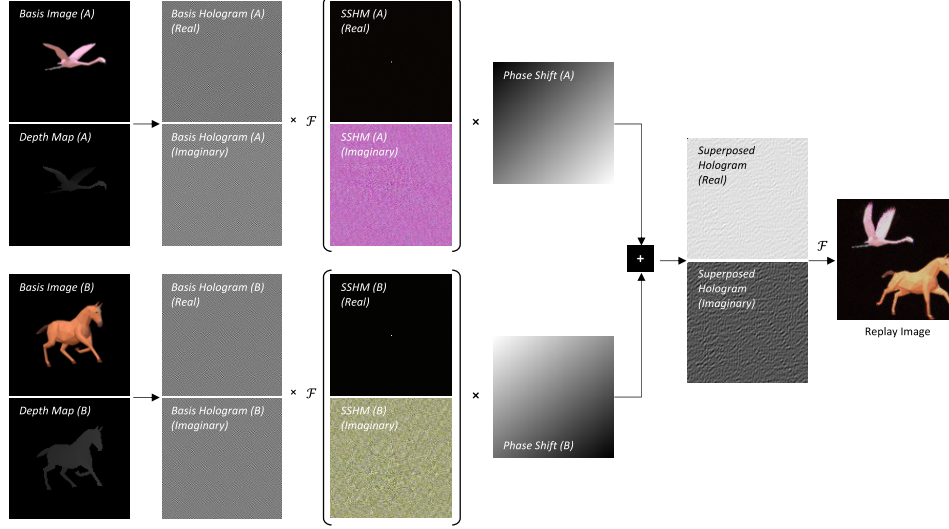 Basis Image (A)
Depth Map (A)
Basis Hologram (A)
(Real)
Basis Hologram (A)
(Imaginary)
× ℱ
SSHM (A)
(Real)
SSHM (A)
(Imaginary)
×
Phase Shift (A)
Basis Image (B)
Depth Map (B)
Basis Hologram (B)
(Real)
Basis Hologram (B)
(Imaginary)
× ℱ
SSHM (B)
(Real)
SSHM (B)
(Imaginary)
×
Phase Shift (B)
+
Superposed
Hologram
(Real)
Superposed
Hologram
(Imaginary)
ℱ
Replay Image